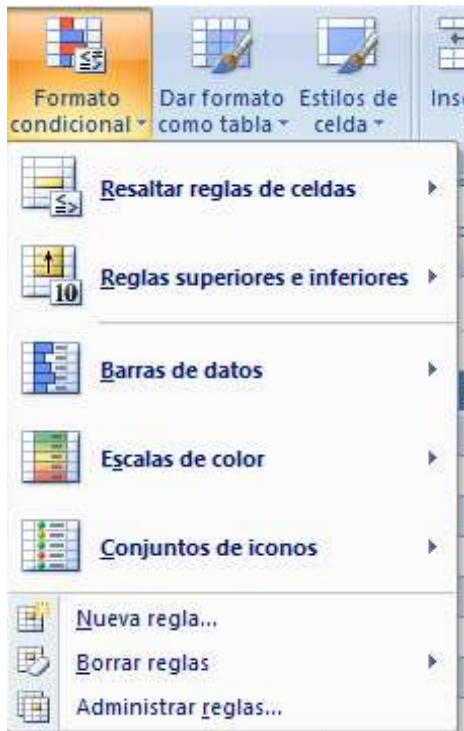 Formato condicional
Dar formato como tabla
Estilos de celda
Inse
Resaltar reglas de celdas
Reglas superiores e inferiores
10
Barras de datos
Escalas de color
Conjuntos de iconos
Nueva regla...
Borrar reglas
Administrar reglas...